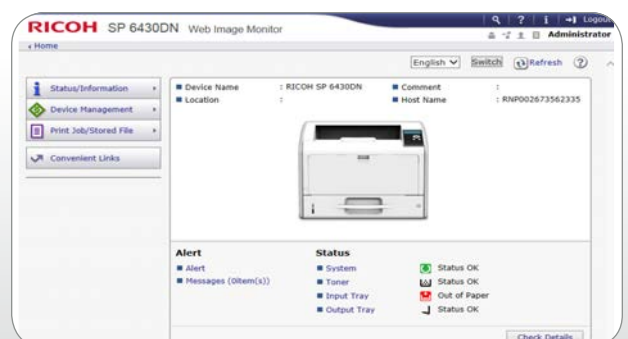 RICOH SP 6430DN Web Image Monitor
Logout
Administrator
Home
English Switch Refresh
Status/Information
Device Management
Print Job/Stored File
Convenient Links
Device Name : RICOH SP 6430DN Comment :
Location : Host Name : RNP002673562335
Alert Status
Alert System Status OK
Messages (0item(s)) Toner Status OK
Input Tray Out of Paper
Output Tray Status OK
Check Details